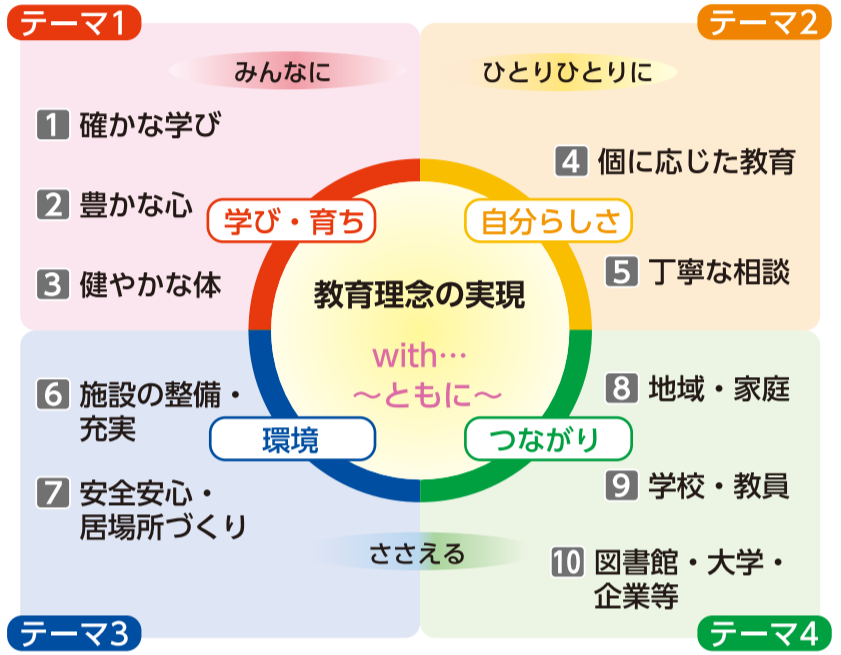 テーマ1
みんなに
1 確かな学び
2 豊かな心
3 健やかな体
学び・育ち
テーマ2
ひとりひとりに
4 個に応じた教育
5 丁寧な相談
自分らしさ
教育理念の実現
with…
～ともに～
6 施設の整備・
充実
7 安全安心・
居場所づくり
環境
テーマ3
ささえる
つながり
8 地域・家庭
9 学校・教員
10 図書館・大学・
企業等
テーマ4